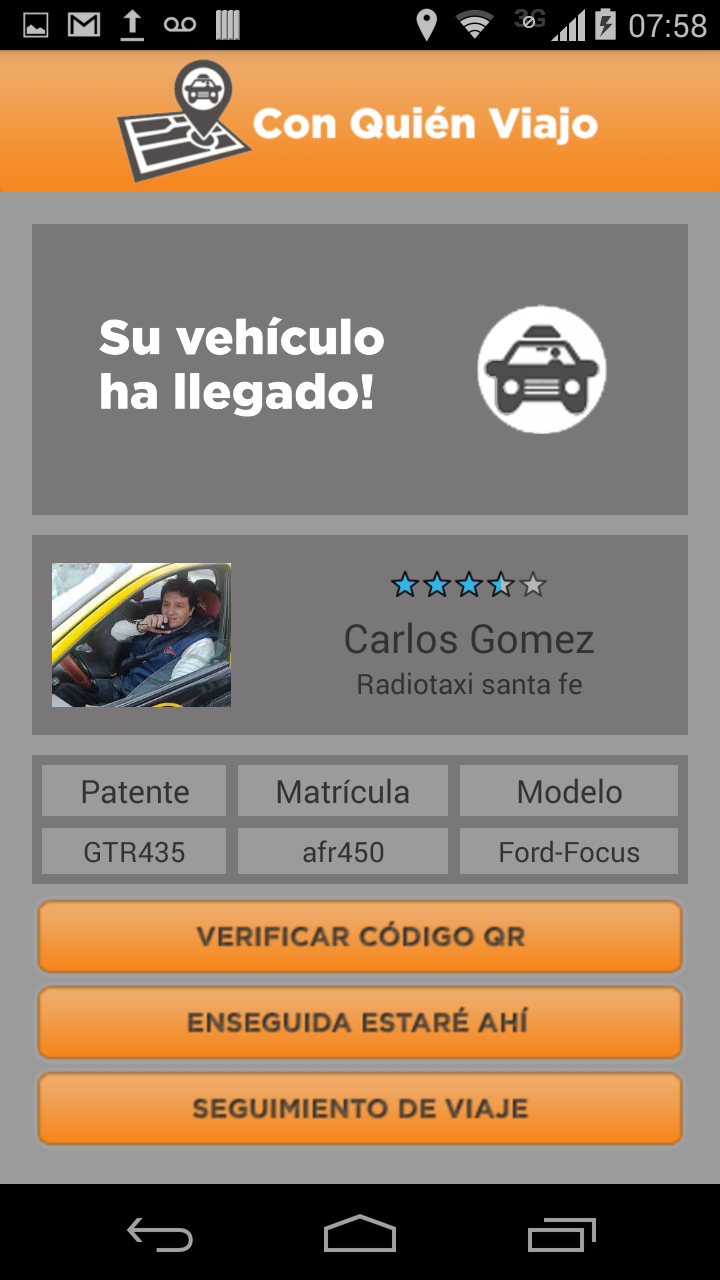 3G 07:58
Con Quién Viajo
Su vehículo
ha llegado!
Carlos Gomez
Radiotaxi santa fe
Patente Matrícula Modelo
GTR435 afr450 Ford-Focus
VERIFICAR CÓDIGO QR
ENSEGUIDA ESTARÉ AHÍ
SEGUIMIENTO DE VIAJE